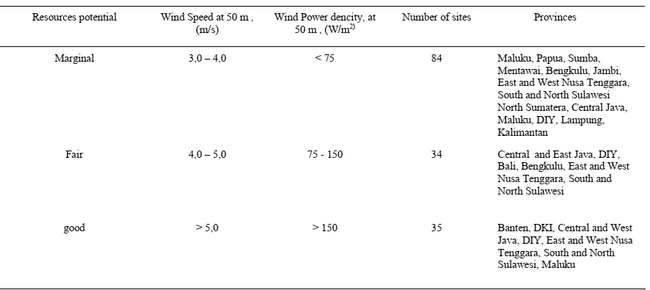 Resources potential
Wind Speed at 50 m ,
(m/s)
Wind Power dencity, at
50 m , (W/m²⁾
Number of sites
Provinces
Marginal
3,0 – 4,0
< 75
84
Maluku, Papua, Sumba,
Mentawai, Bengkulu, Jambi,
East and West Nusa Tenggara,
South and North Sulawesi
North Sumatera, Central Java,
Maluku, DIY, Lampung,
Kalimantan
Fair
4,0 – 5,0
75 - 150
34
Central and East Java, DIY,
Bali, Bengkulu, East and West
Nusa Tenggara, South and
North Sulawesi
good
> 5,0
> 150
35
Banten, DKI, Central and West
Java, DIY, East and West Nusa
Tenggara, South and North
Sulawesi, Maluku